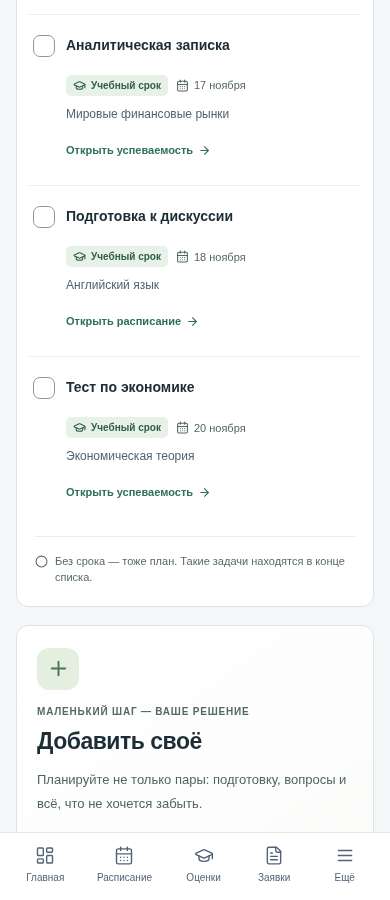 Аналитическая записка
Учебный срок 17 ноября
Мировые финансовые рынки
Открыть успеваемость →
Подготовка к дискуссии
Учебный срок 18 ноября
Английский язык
Открыть расписание →
Тест по экономике
Учебный срок 20 ноября
Экономическая теория
Открыть успеваемость →
Без срока — тоже план. Такие задачи находятся в конце
списка.
МАЛЕНЬКИЙ ШАГ — ВАШЕ РЕШЕНИЕ
Добавить своё
Планируйте не только пары: подготовку, вопросы и
всё, что не хочется забыть.
Главная Расписание Оценки Заявки Ещё